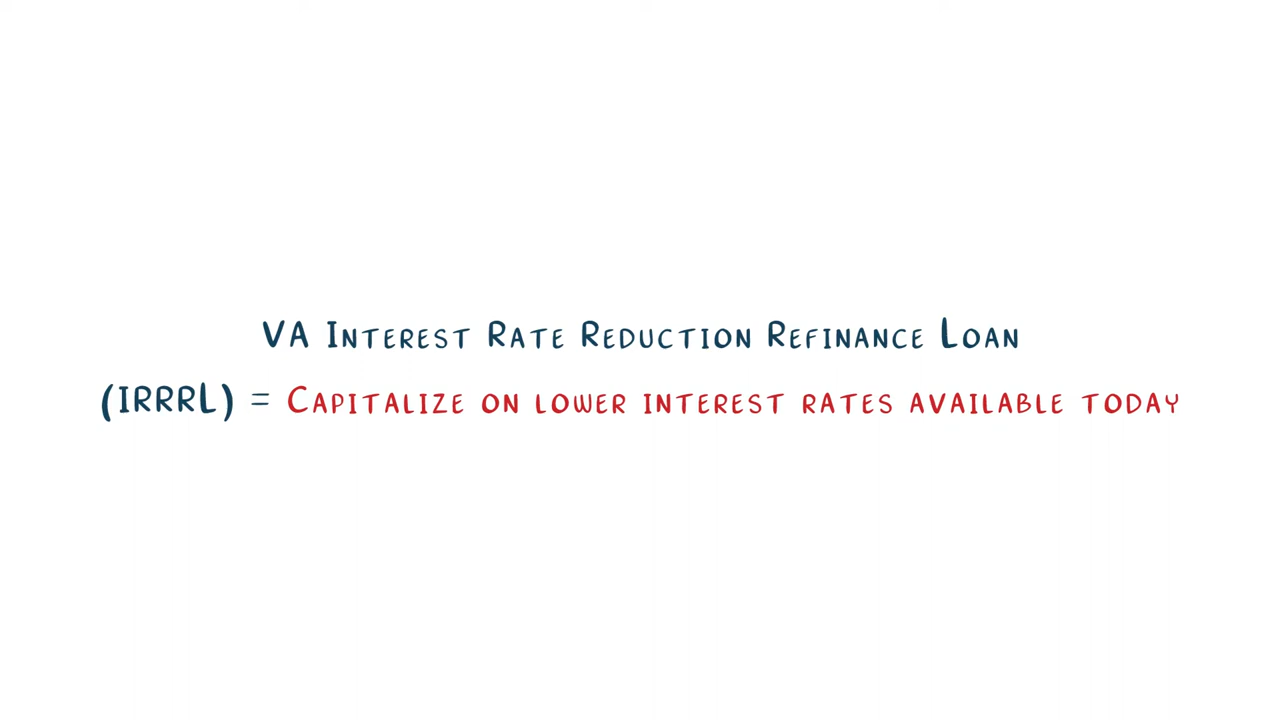 VA Interest Rate Reduction Refinance Loan
(IRRRL) = Capitalize on lower interest rates available today